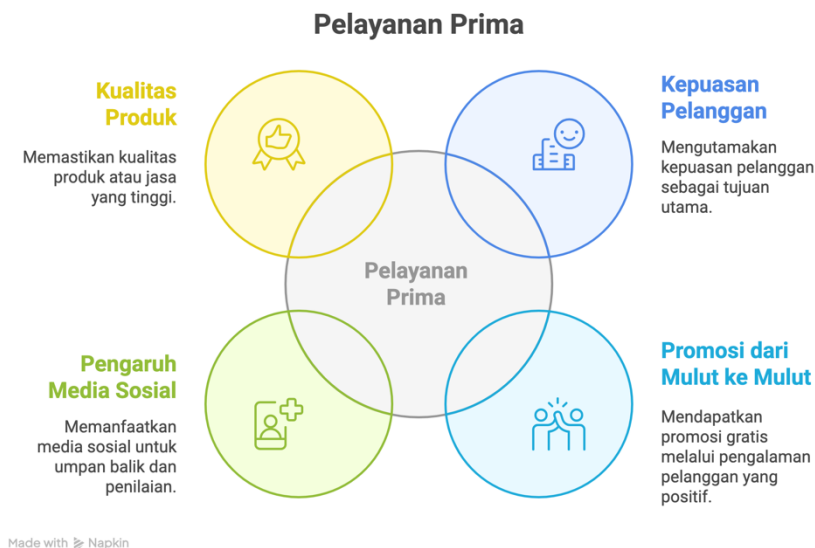 Pelayanan Prima
Kualitas
Produk
Memastikan kualitas
produk atau jasa
yang tinggi.
Kepuasan
Pelanggan
Mengutamakan
kepuasan pelanggan
sebagai tujuan
utama.
Pelayanan
Prima
Pengaruh
Media Sosial
Memanfaatkan
media sosial untuk
umpan balik dan
penilaian.
Promosi dari
Mulut ke Mulut
Mendapatkan
promosi gratis
melalui pengalaman
pelanggan yang
positif.
Made with Napkin